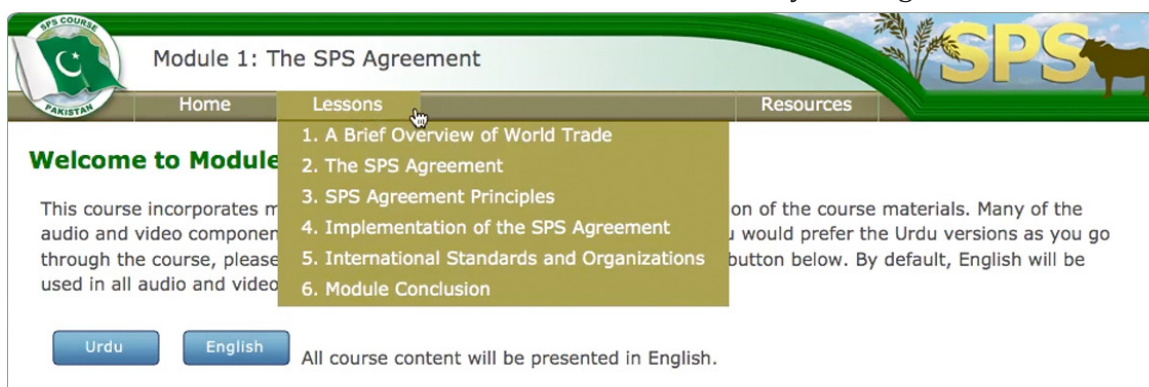 SPS COURSE
PAKISTAN
Module 1: The SPS Agreement
SPS
Home Lessons Resources
1. A Brief Overview of World Trade
2. The SPS Agreement
3. SPS Agreement Principles
4. Implementation of the SPS Agreement
5. International Standards and Organizations
6. Module Conclusion
Welcome to Module
This course incorporates m on of the course materials. Many of the
audio and video componen u would prefer the Urdu versions as you go
through the course, please button below. By default, English will be
used in all audio and video
Urdu English All course content will be presented in English.